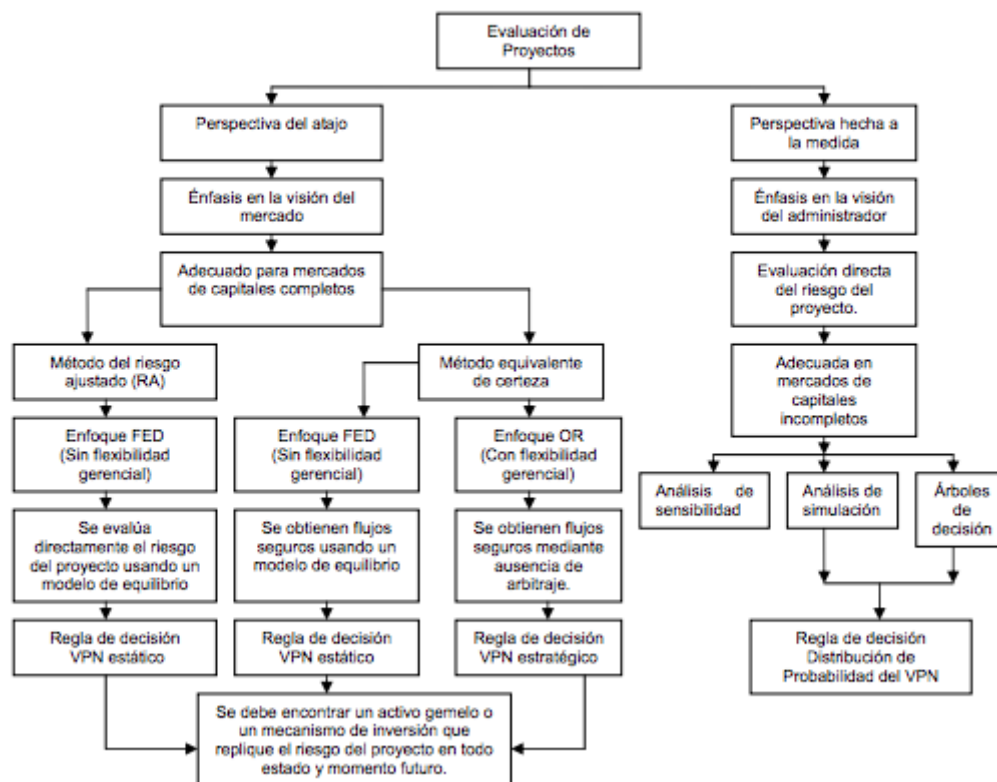 Evaluación de
Proyectos
Perspectiva del atajo
Perspectiva hecha a
la medida
Énfasis en la visión del
mercado
Énfasis en la visión
del administrador
Adecuado para mercados
de capitales completos
Evaluación directa
del riesgo del
proyecto.
Método del riesgo
ajustado (RA)
Método equivalente
de certeza
Adecuada en
mercados de
capitales
incompletos
Enfoque FED
(Sin flexibilidad
gerencial)
Enfoque FED
(Sin flexibilidad
gerencial)
Enfoque OR
(Con flexibilidad
gerencial)
Análisis de
sensibilidad
Análisis de
simulación
Árboles
de
decisión
Se evalúa
directamente el riesgo
del proyecto usando un
modelo de equilibrio
Se obtienen flujos
seguros usando un
modelo de equilibrio
Se obtienen flujos
seguros mediante
ausencia de
arbitraje.
Regla de decisión
VPN estático
Regla de decisión
VPN estático
Regla de decisión
VPN estratégico
Regla de decisión
Distribución de
Probabilidad del VPN
Se debe encontrar un activo gemelo o
un mecanismo de inversión que
replique el riesgo del proyecto en todo
estado y momento futuro.